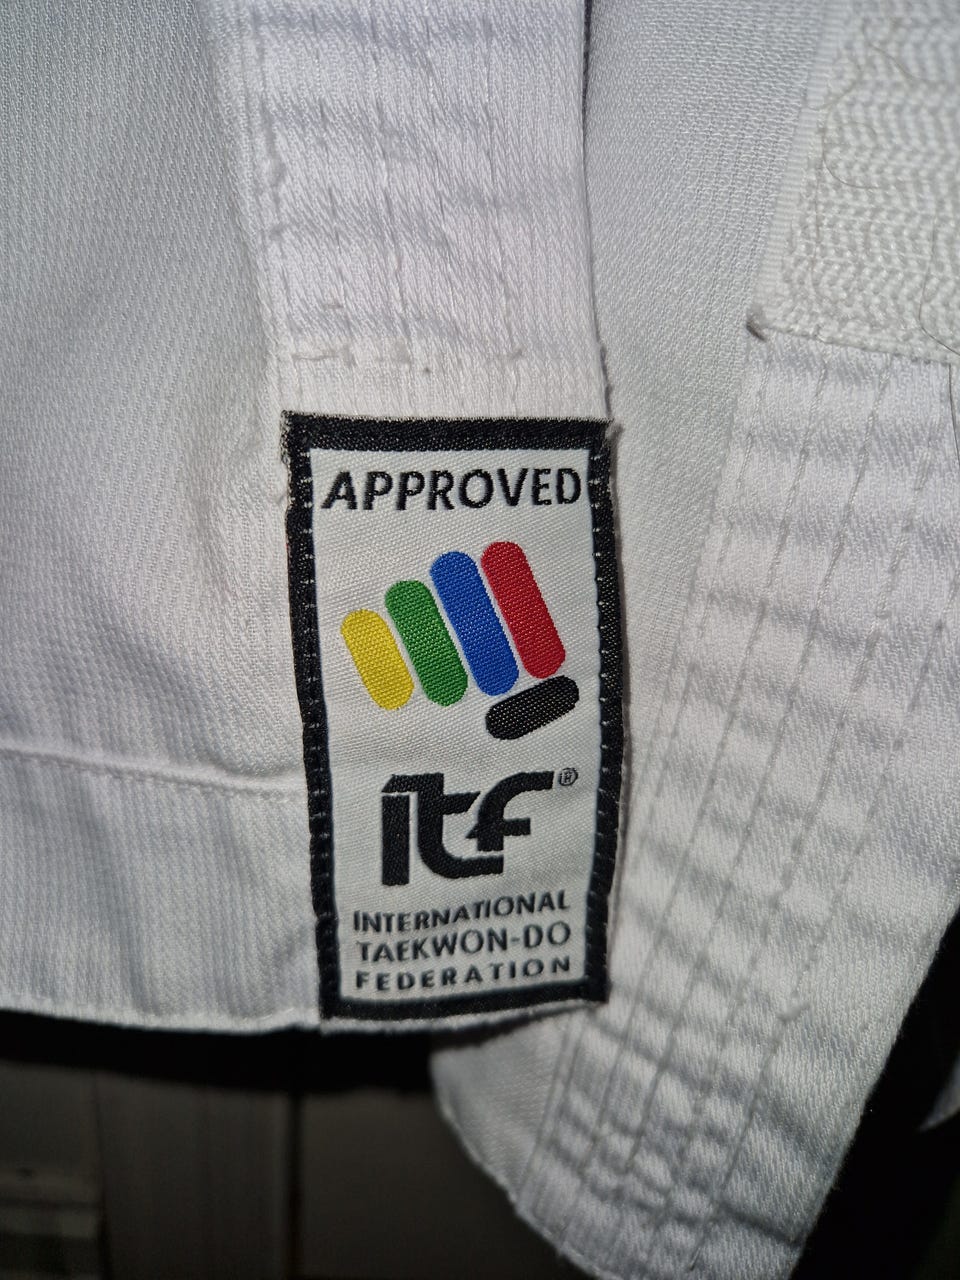 APPROVED
itf®
INTERNATIONAL
TAEKWON-DO
FEDERATION